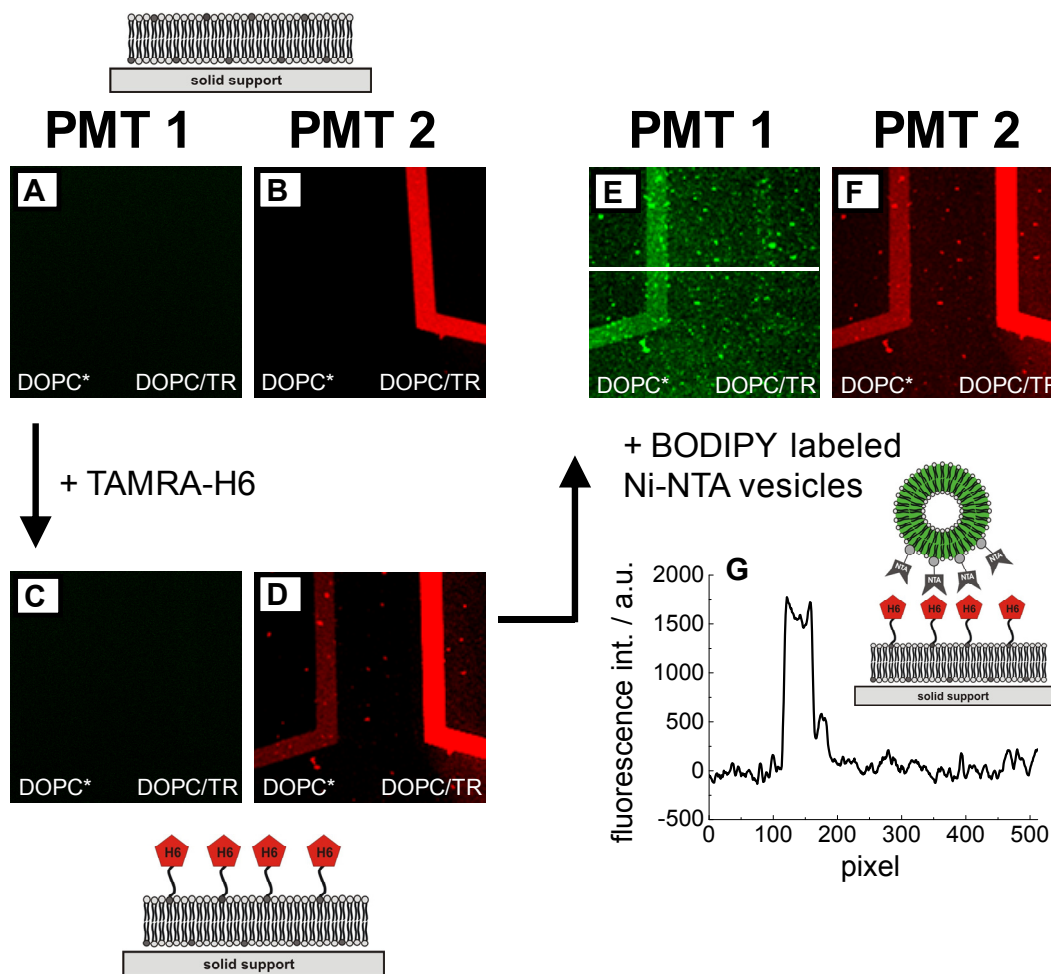 solid support
PMT 1 PMT 2
A B
DOPC* DOPC/TR DOPC* DOPC/TR
+ TAMRA-H6
C D
DOPC* DOPC/TR DOPC* DOPC/TR
H6 H6 H6 H6
solid support
PMT 1 PMT 2
E F
DOPC* DOPC/TR DOPC* DOPC/TR
+ BODIPY labeled
Ni-NTA vesicles
NTA NTA NTA NTA
H6 H6 H6 H6
solid support
G
fluorescence int. / a.u.
2000
1500
1000
500
0
-500
0 100 200 300 400 500
pixel